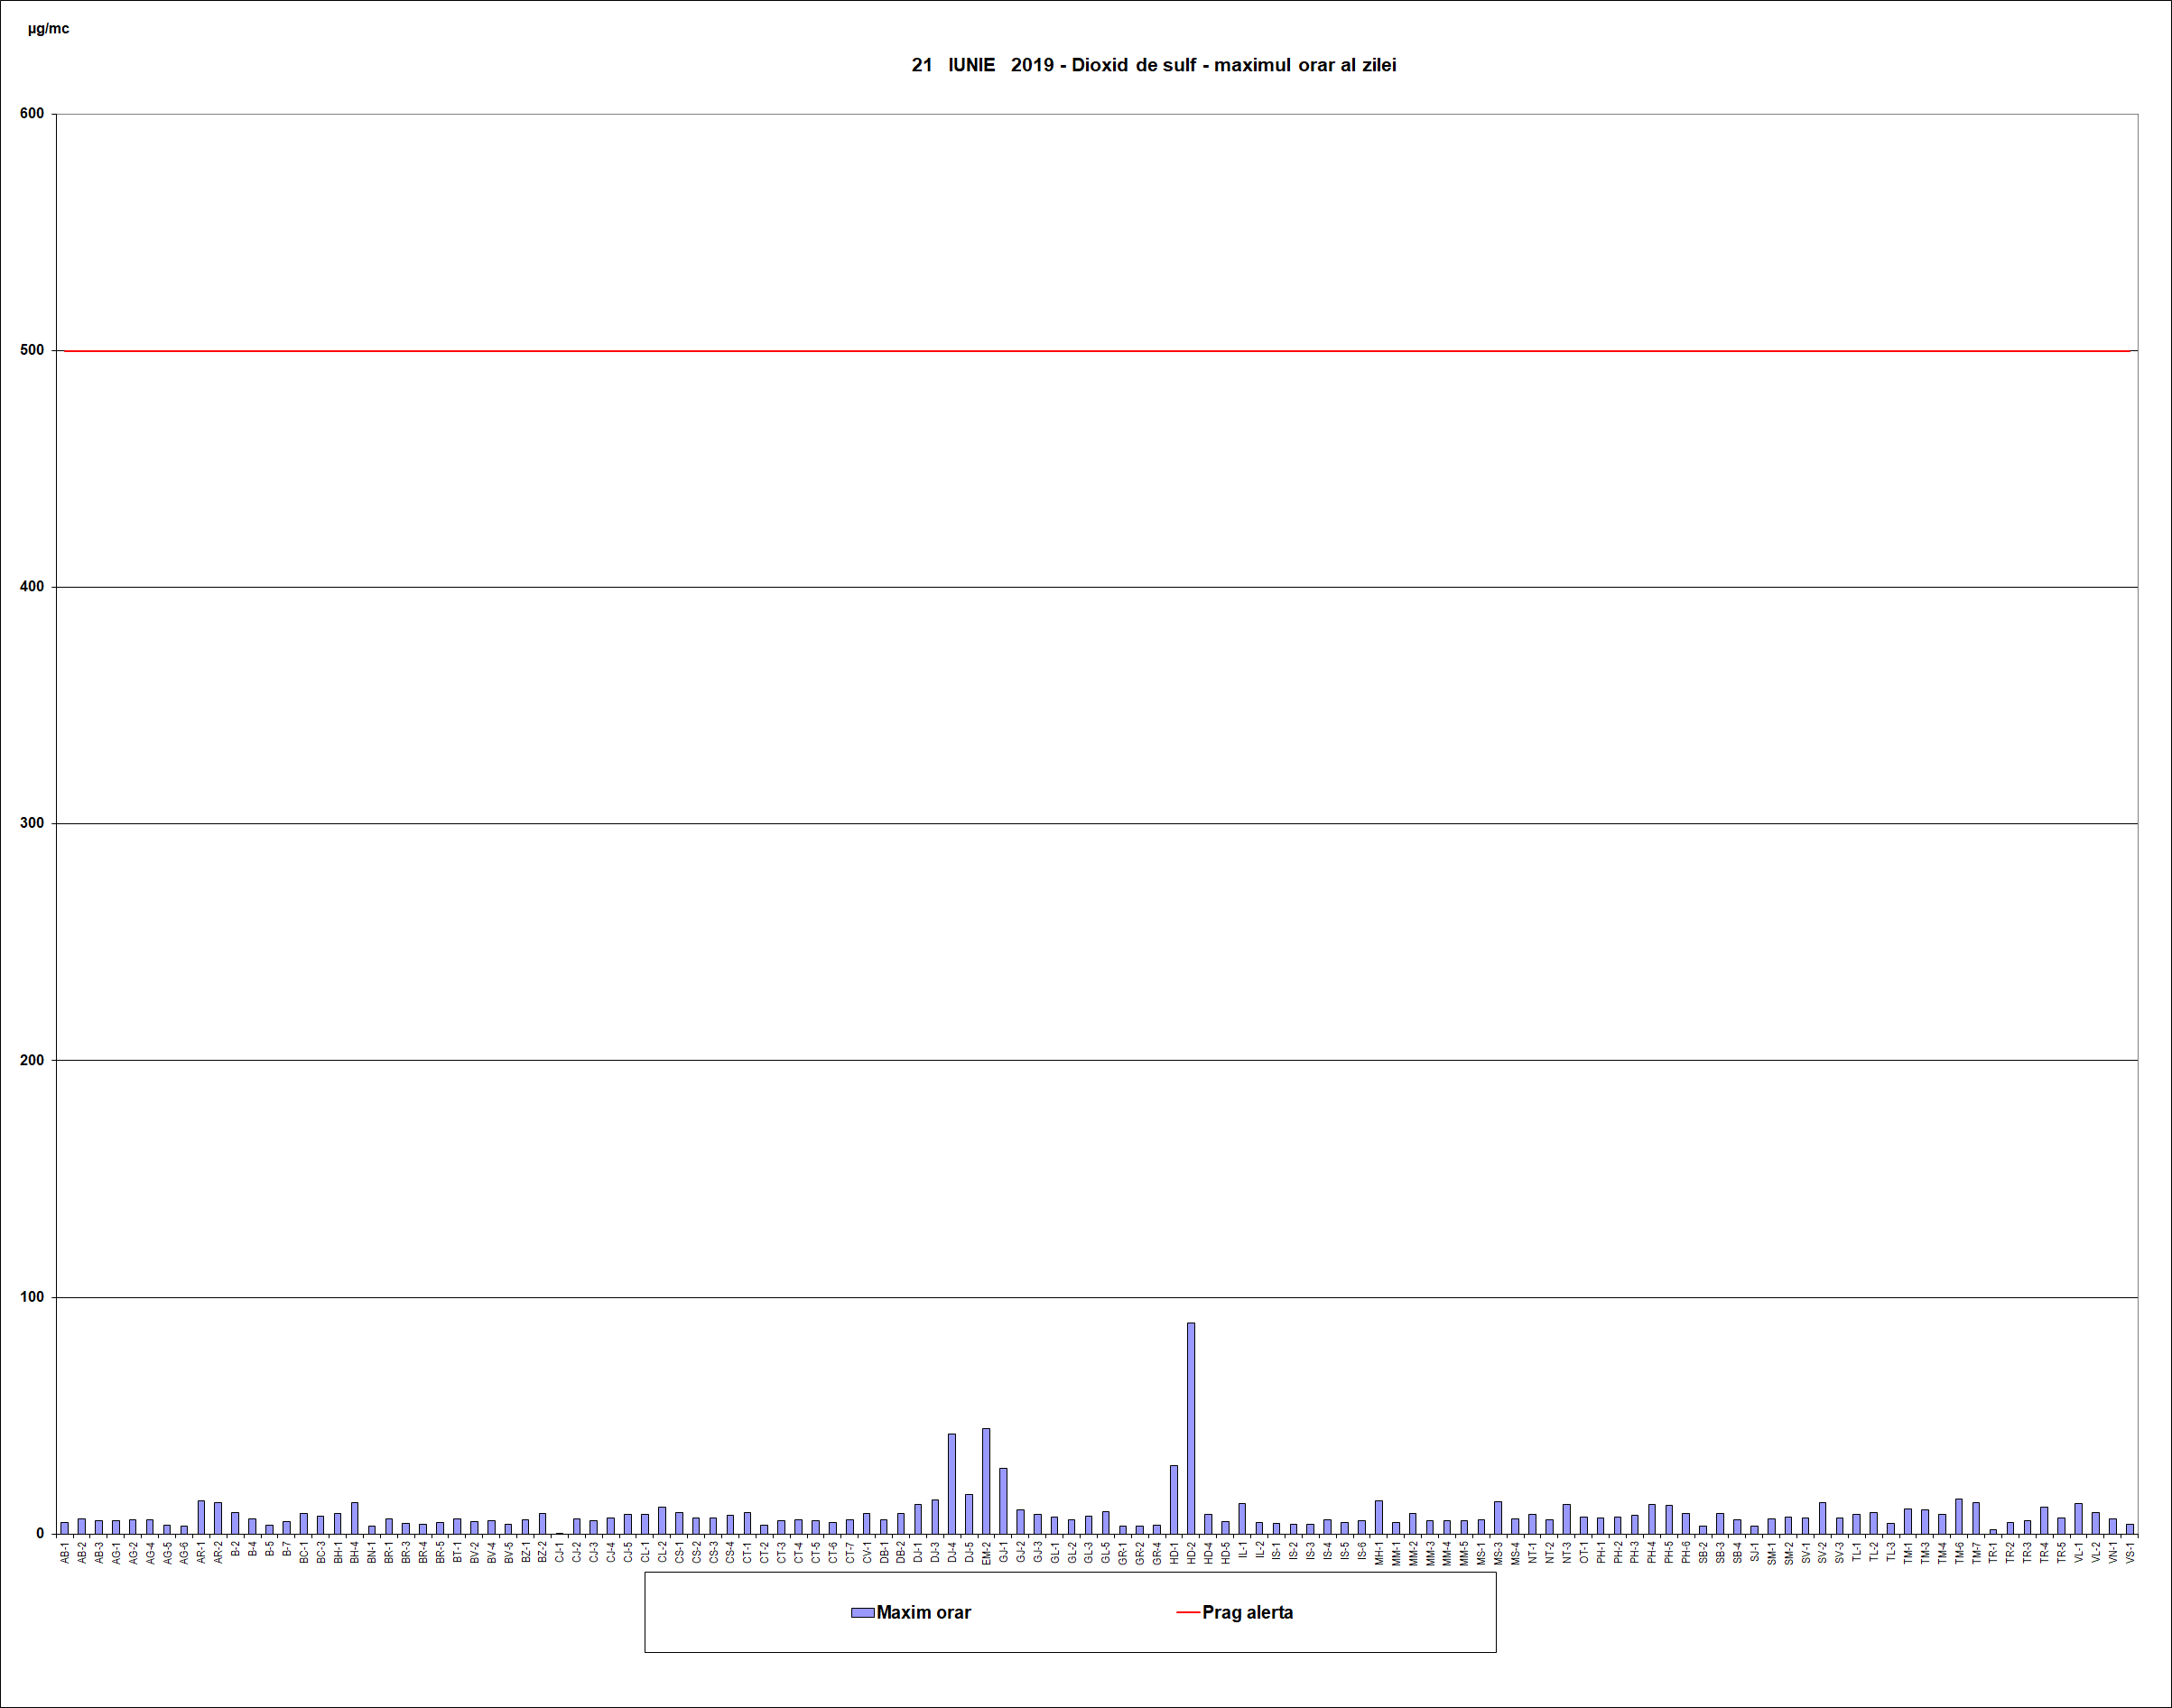 µg/mc
21 IUNIE 2019 - Dioxid de sulf - maximul orar al zilei
600
500
400
300
200
100
0
AB-1 AB-2 AB-3 AG-1 AG-2 AG-4 AG-5 AG-6 AR-1 AR-2 B-2 B-4 B-5 B-7 BC-1 BC-3 BH-1 BH-4 BN-1 BR-1 BR-3 BR-4 BR-5 BT-1 BV-2 BV-4 BV-5 BZ-1 BZ-2 CJ-1 CJ-2 CJ-3 CJ-4 CJ-5 CL-1 CL-2 CS-1 CS-2 CS-3 CS-4 CT-1 CT-2 CT-3 CT-4 CT-5 CT-6 CT-7 CV-1 DB-1 DB-2 DJ-1 DJ-3 DJ-4 DJ-5 EM-2 GJ-1 GJ-2 GJ-3 GL-1 GL-2 GL-3 GL-5 GR-1 GR-2 GR-4 HD-1 HD-2 HD-4 HD-5 IL-1 IL-2 IS-1 IS-2 IS-3 IS-4 IS-5 IS-6 MH-1 MM-1 MM-2 MM-3 MM-4 MM-5 MS-1 MS-3 MS-4 NT-1 NT-2 NT-3 OT-1 PH-1 PH-2 PH-3 PH-4 PH-5 PH-6 SB-2 SB-3 SB-4 SJ-1 SM-1 SM-2 SV-1 SV-2 SV-3 TL-1 TL-2 TL-3 TM-1 TM-3 TM-4 TM-6 TM-7 TR-1 TR-2 TR-3 TR-4 TR-5 VL-1 VL-2 VN-1 VS-1
Maxim orar Prag alerta